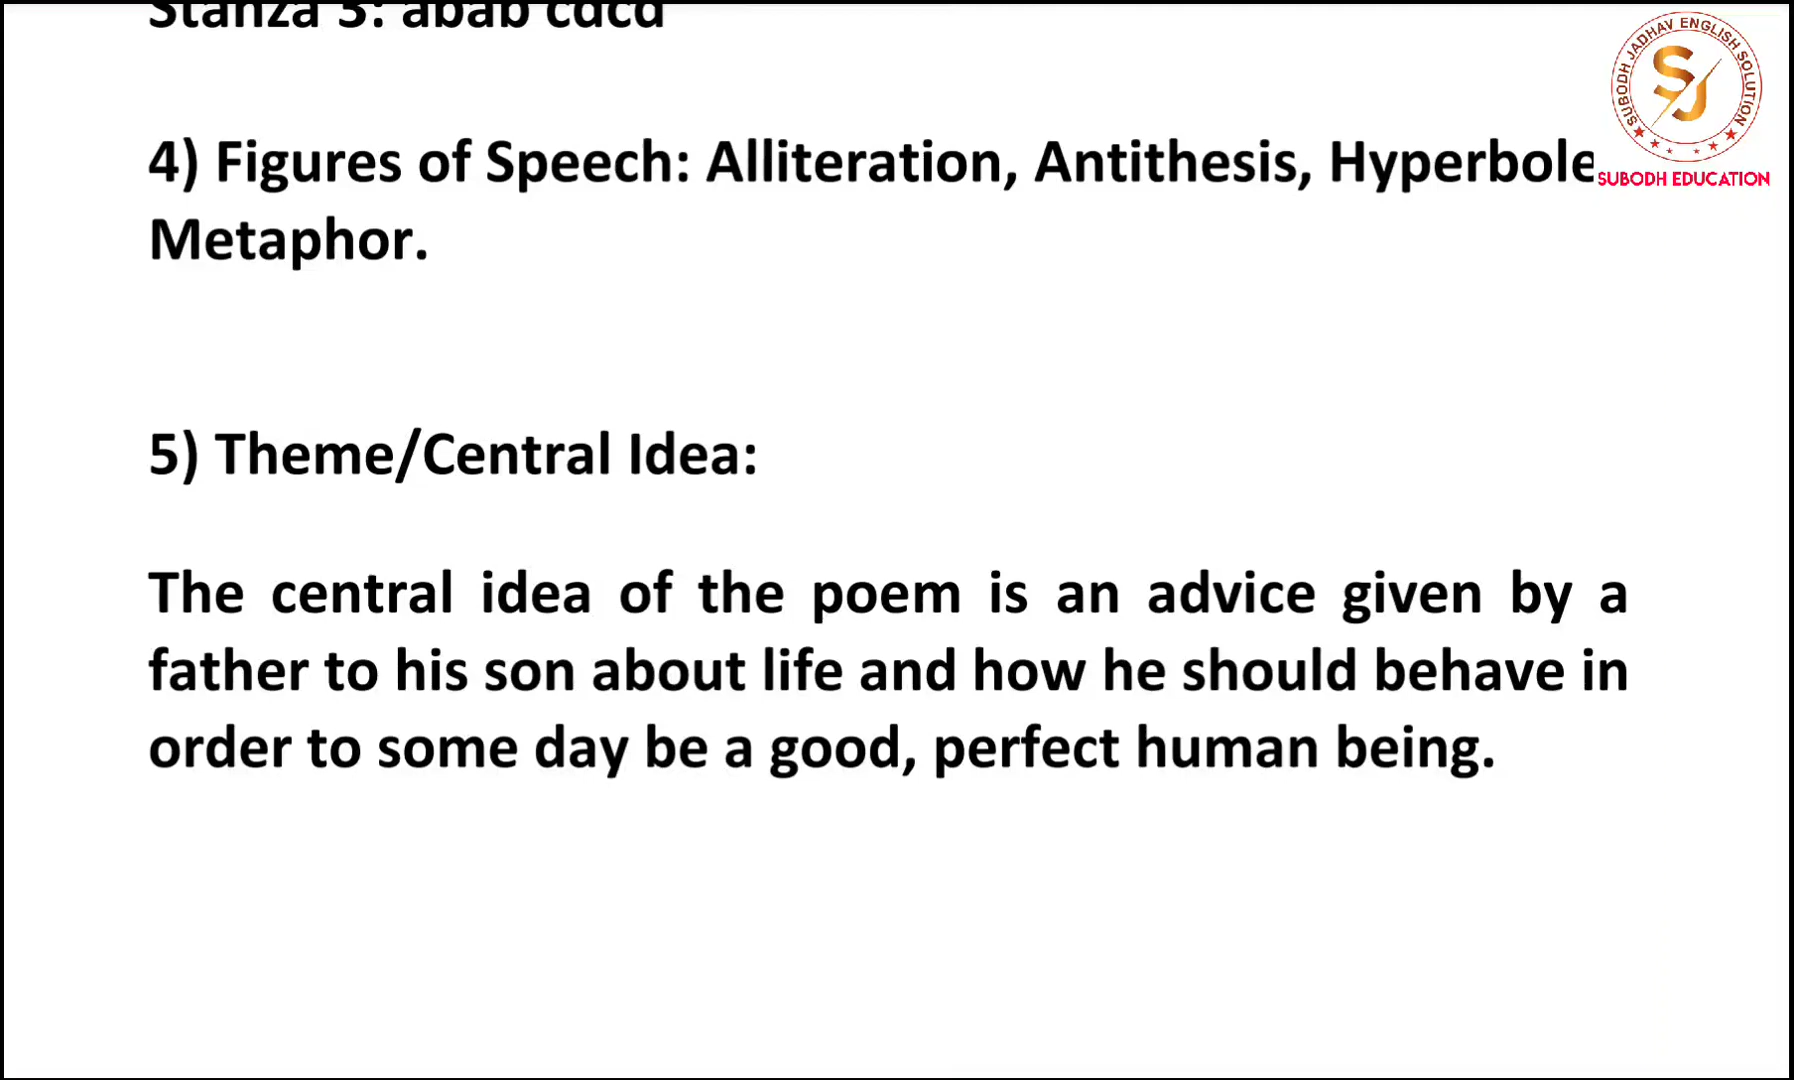 Stanza 3: abab cdcd
SUBODH JADHAV ENGLISH SOLUTION
SJ
SUBODH EDUCATION
4) Figures of Speech: Alliteration, Antithesis, Hyperbole
Metaphor.
5) Theme/Central Idea:
The central idea of the poem is an advice given by a
father to his son about life and how he should behave in
order to some day be a good, perfect human being.